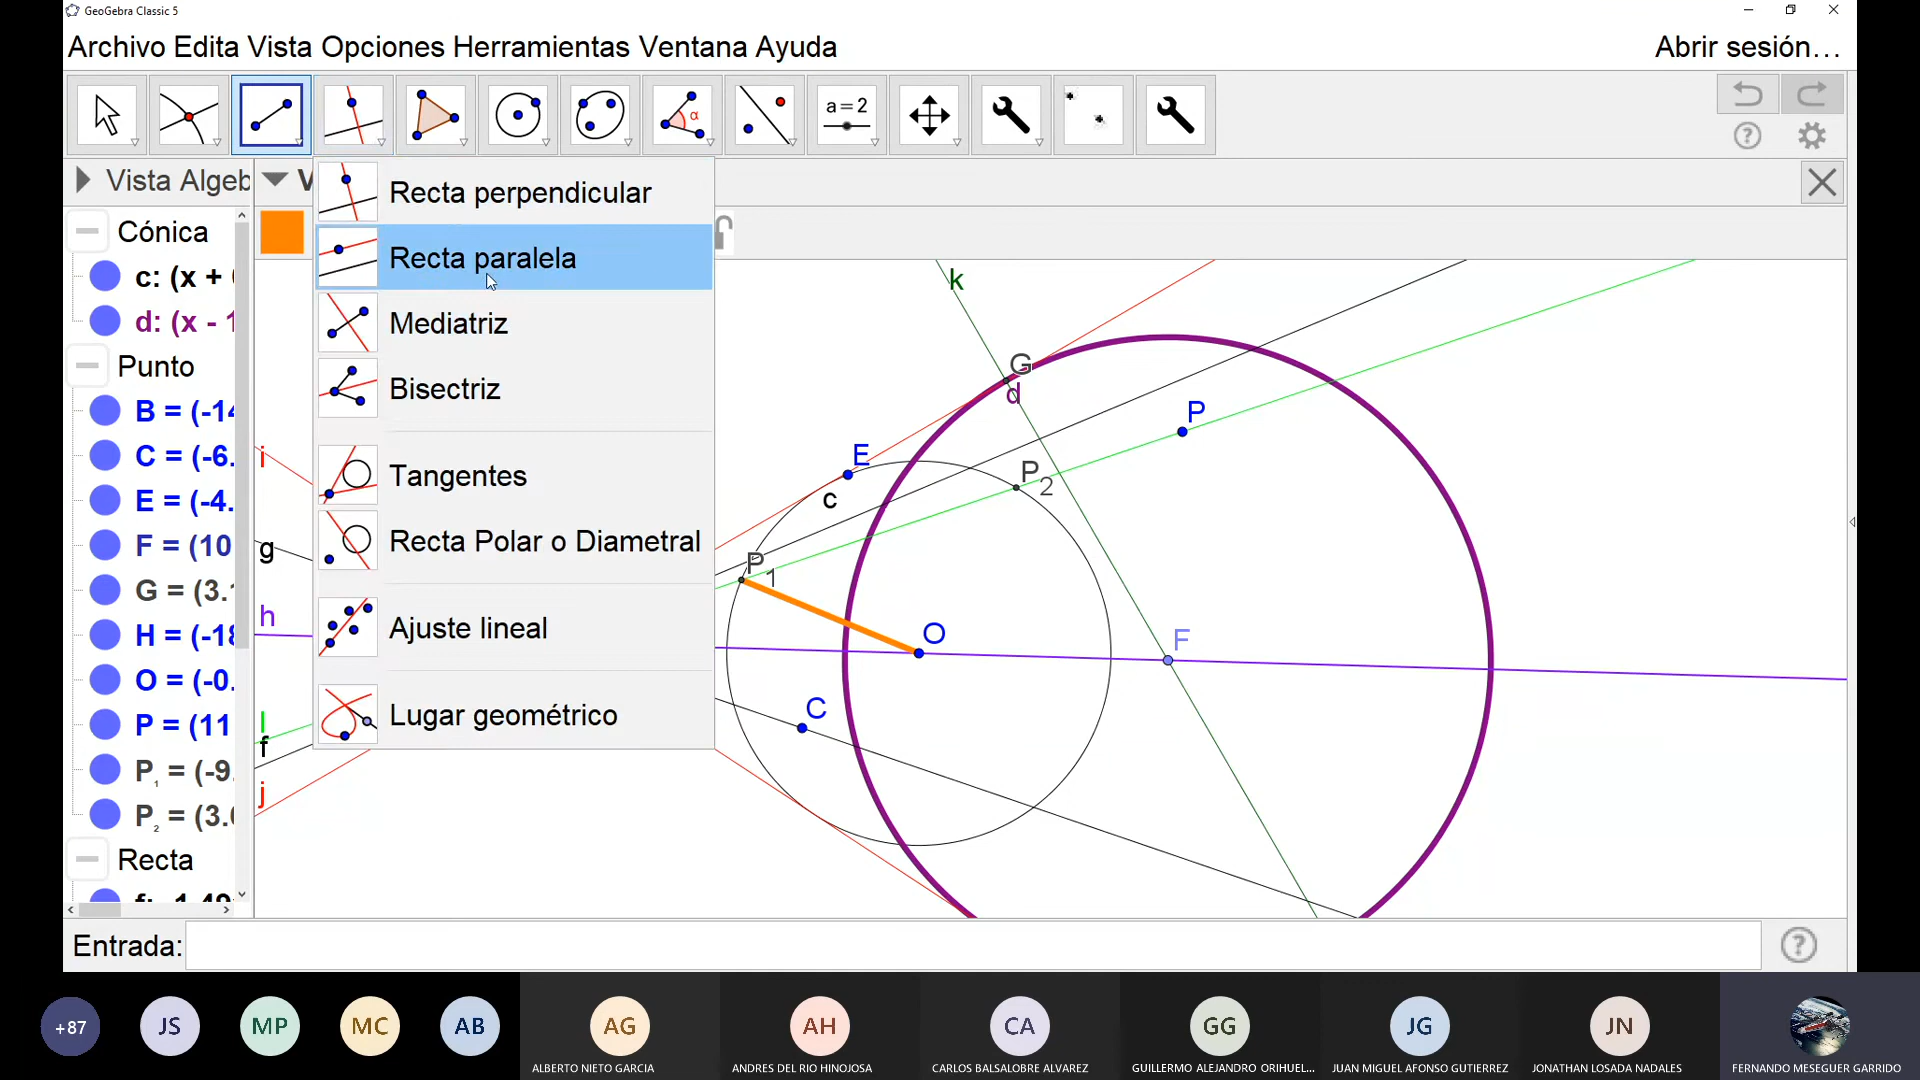 GeoGebra Classic 5
Archivo Edita Vista Opciones Herramientas Ventana Ayuda
Abrir sesión...
α
a=2
Vista Algeb
V
Recta perpendicular
Recta paralela
Mediatriz
Bisectriz
Tangentes
Recta Polar o Diametral
Ajuste lineal
Lugar geométrico
Cónica
c: (x +
d: (x - 1
Punto
B = (-14
C = (-6.
E = (-4.
F = (10
G = (3.1
H = (-18
O = (-0.
P = (11
P₁ = (-9.
P₂ = (3.0
Recta
k
G
d
P
E
c
P₂
P₁
O
F
C
i
g
h
l
f
j
Entrada:
+87
JS
MP
MC
AB
AG
AH
CA
GG
JG
JN
ALBERTO NIETO GARCIA
ANDRES DEL RIO HINOJOSA
CARLOS BALSALOBRE ALVAREZ
GUILLERMO ALEJANDRO ORIHUEL...
JUAN MIGUEL AFONSO GUTIERREZ
JONATHAN LOSADA NADALES
FERNANDO MESEGUER GARRIDO